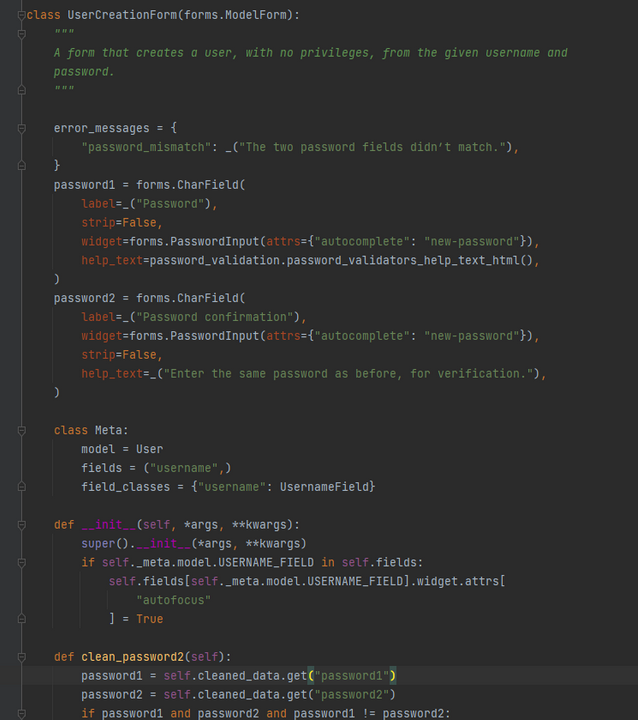 class UserCreationForm(forms.ModelForm):
    """
    A form that creates a user, with no privileges, from the given username and
    password.
    """

    error_messages = {
        "password_mismatch": _("The two password fields didn’t match."),
    }
    password1 = forms.CharField(
        label=_("Password"),
        strip=False,
        widget=forms.PasswordInput(attrs={"autocomplete": "new-password"}),
        help_text=password_validation.password_validators_help_text_html(),
    )
    password2 = forms.CharField(
        label=_("Password confirmation"),
        widget=forms.PasswordInput(attrs={"autocomplete": "new-password"}),
        strip=False,
        help_text=_("Enter the same password as before, for verification."),
    )

    class Meta:
        model = User
        fields = ("username",)
        field_classes = {"username": UsernameField}

    def __init__(self, *args, **kwargs):
        super().__init__(*args, **kwargs)
        if self._meta.model.USERNAME_FIELD in self.fields:
            self.fields[self._meta.model.USERNAME_FIELD].widget.attrs[
                "autofocus"
            ] = True

    def clean_password2(self):
        password1 = self.cleaned_data.get("password1")
        password2 = self.cleaned_data.get("password2")
        if password1 and password2 and password1 != password2: